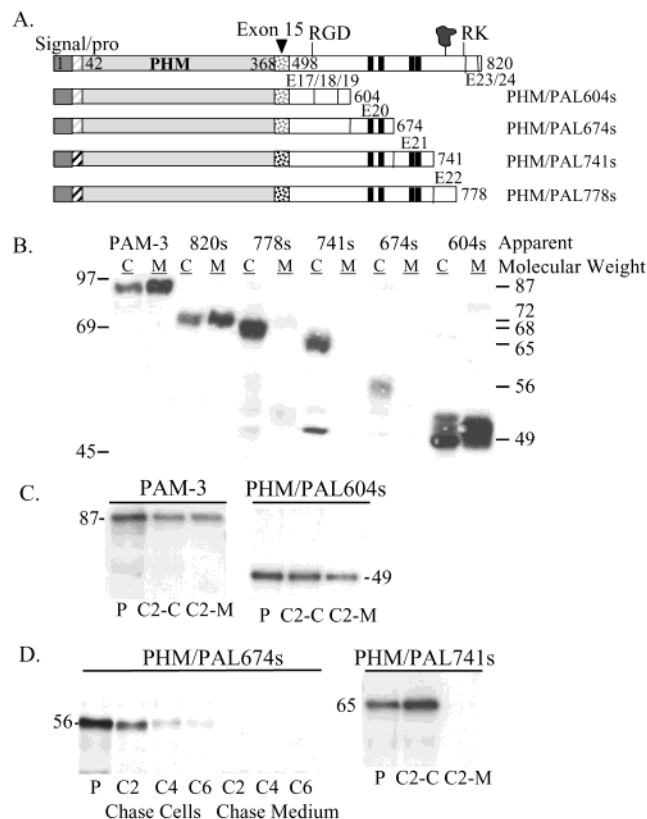 A.
Exon 15
RGD
RK
Signal/pro
1 42 PHM 368 498 820
E17/18/19 E23/24
604 PHM/PAL604s
E20
674 PHM/PAL674s
E21
741 PHM/PAL741s
E22
778 PHM/PAL778s
B.
PAM-3 820s 778s 741s 674s 604s Apparent
C M C M C M C M C M C M Molecular Weight
97- - 87
72
69- 68
65
- 56
45- - 49
C.
PAM-3 PHM/PAL604s
87- -49
P C2-C C2-M P C2-C C2-M
D.
PHM/PAL674s PHM/PAL741s
56- 65
P C2 C4 C6 C2 C4 C6 P C2-C C2-M
Chase Cells Chase Medium